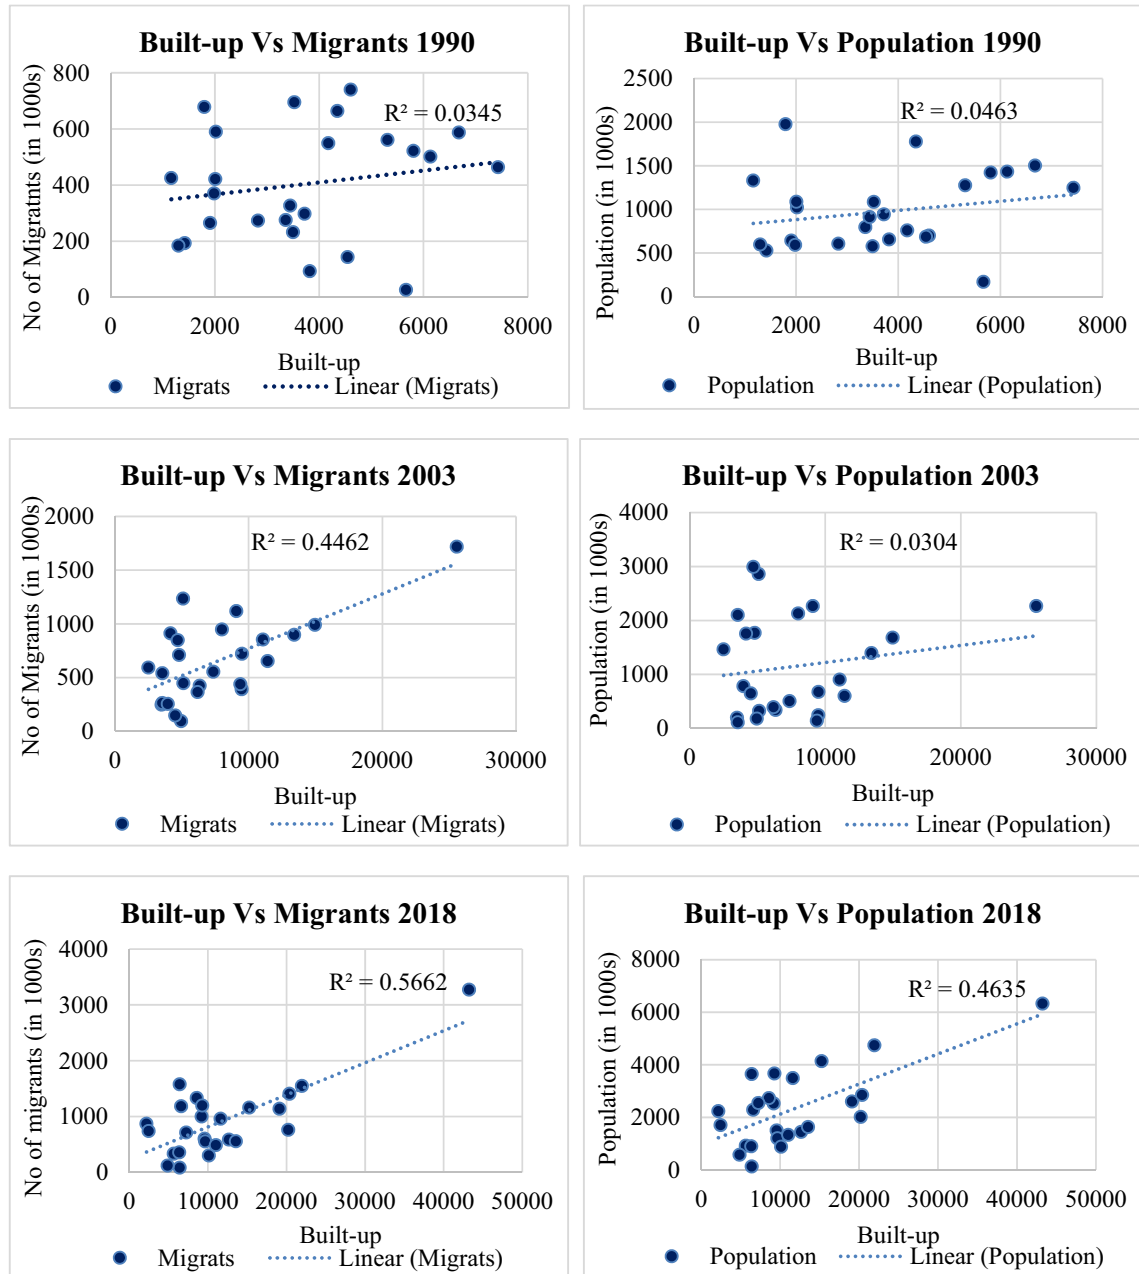 Built-up Vs Migrants 1990
No of Migratnts (in 1000s)
800
600
400
200
0
R² = 0.0345
0 2000 4000 6000 8000
Built-up
Migrats Linear (Migrats)
Built-up Vs Population 1990
Population (in 1000s)
2500
2000
1500
1000
500
0
R² = 0.0463
0 2000 4000 6000 8000
Built-up
Population Linear (Population)
Built-up Vs Migrants 2003
No of Migrants (in 1000s)
2000
1500
1000
500
0
R² = 0.4462
0 10000 20000 30000
Built-up
Migrats Linear (Migrats)
Built-up Vs Population 2003
Population (in 1000s)
4000
3000
2000
1000
0
R² = 0.0304
0 10000 20000 30000
Built-up
Population Linear (Population)
Built-up Vs Migrants 2018
No of migrants (in 1000s)
4000
3000
2000
1000
0
R² = 0.5662
0 10000 20000 30000 40000 50000
Built-up
Migrats Linear (Migrats)
Built-up Vs Population 2018
Population (in 1000s)
8000
6000
4000
2000
0
R² = 0.4635
0 10000 20000 30000 40000 50000
Built-up
Population Linear (Population)